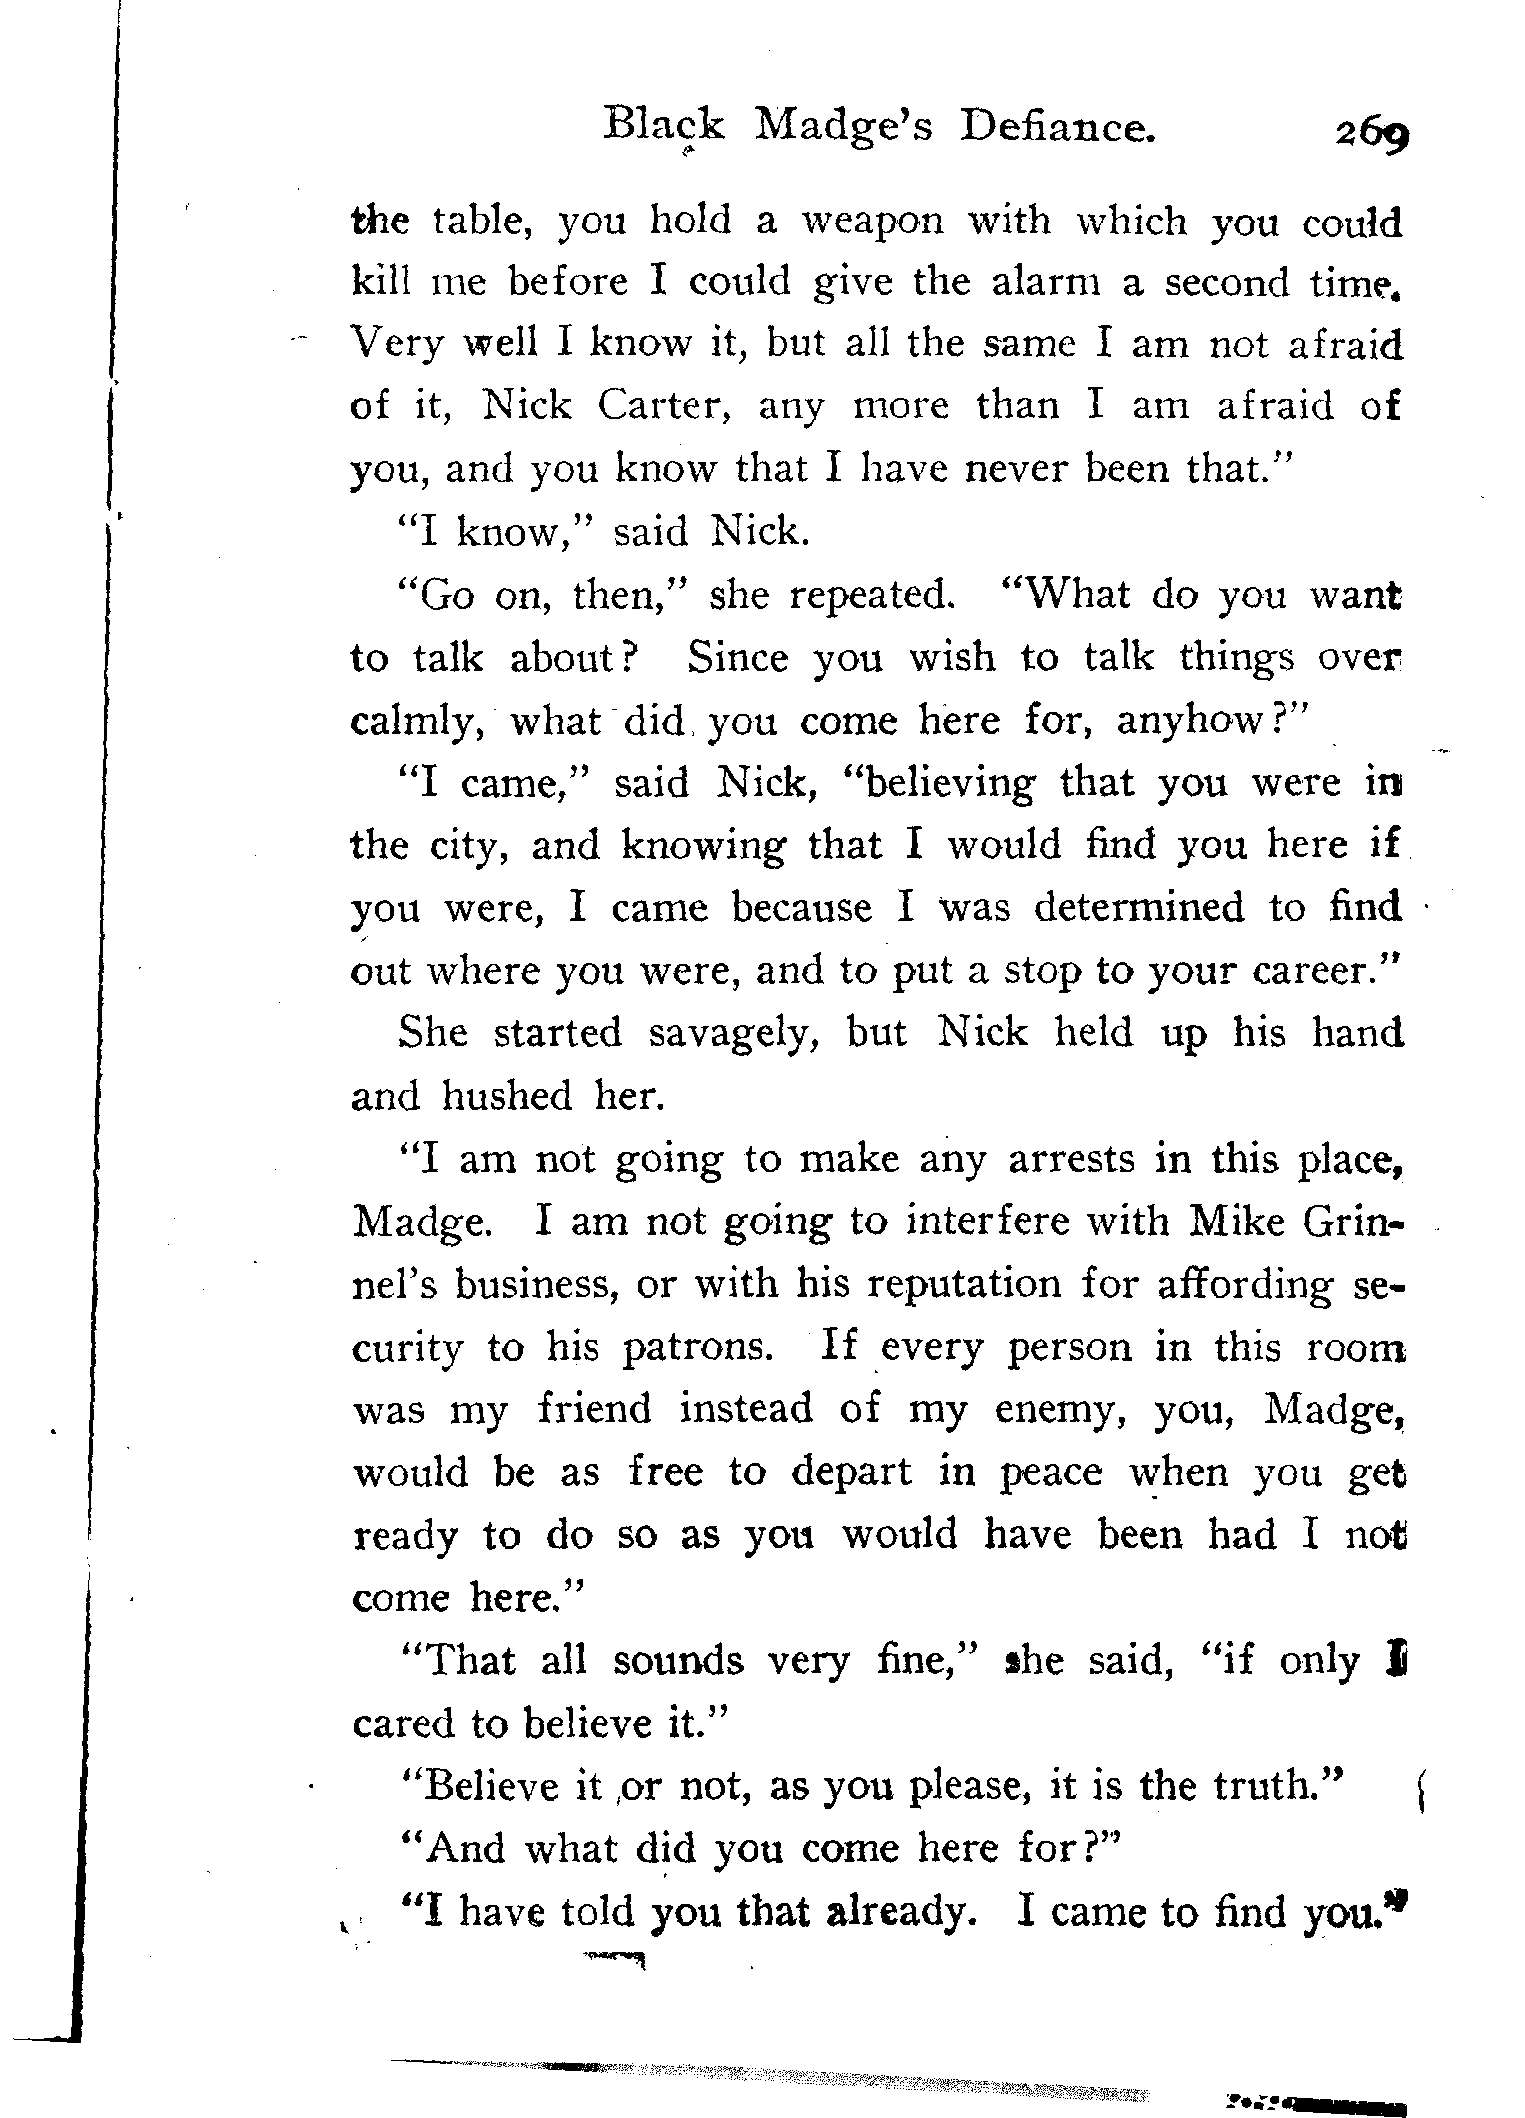 Black Madge's Defiance. 269
the table, you hold a weapon with which you could
kill me before I could give the alarm a second time.
Very well I know it, but all the same I am not afraid
of it, Nick Carter, any more than I am afraid of
you, and you know that I have never been that."
"I know," said Nick.
"Go on, then," she repeated. "What do you want
to talk about? Since you wish to talk things over
calmly, what did you come here for, anyhow?"
"I came," said Nick, "believing that you were in
the city, and knowing that I would find you here if
you were, I came because I was determined to find
out where you were, and to put a stop to your career."
She started savagely, but Nick held up his hand
and hushed her.
"I am not going to make any arrests in this place,
Madge. I am not going to interfere with Mike Grin-
nel's business, or with his reputation for affording se-
curity to his patrons. If every person in this room
was my friend instead of my enemy, you, Madge,
would be as free to depart in peace when you get
ready to do so as you would have been had I not
come here."
"That all sounds very fine," she said, "if only I
cared to believe it."
"Believe it or not, as you please, it is the truth."
"And what did you come here for?"
"I have told you that already. I came to find you."